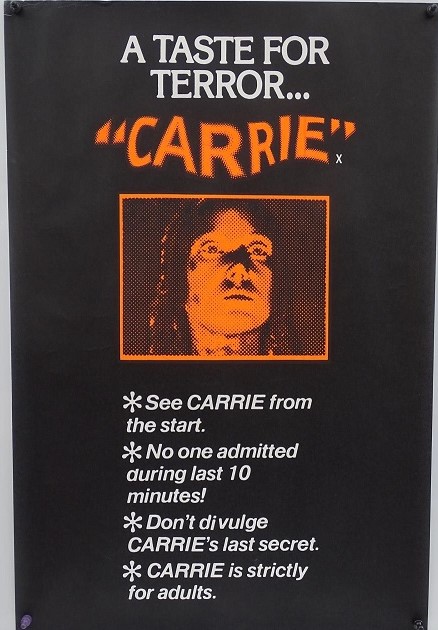 A TASTE FOR
TERROR...
"CARRIE"
X
* See CARRIE from
the start.
* No one admitted
during last 10
minutes!
* Don't divulge
CARRIE's last secret.
* CARRIE is strictly
for adults.